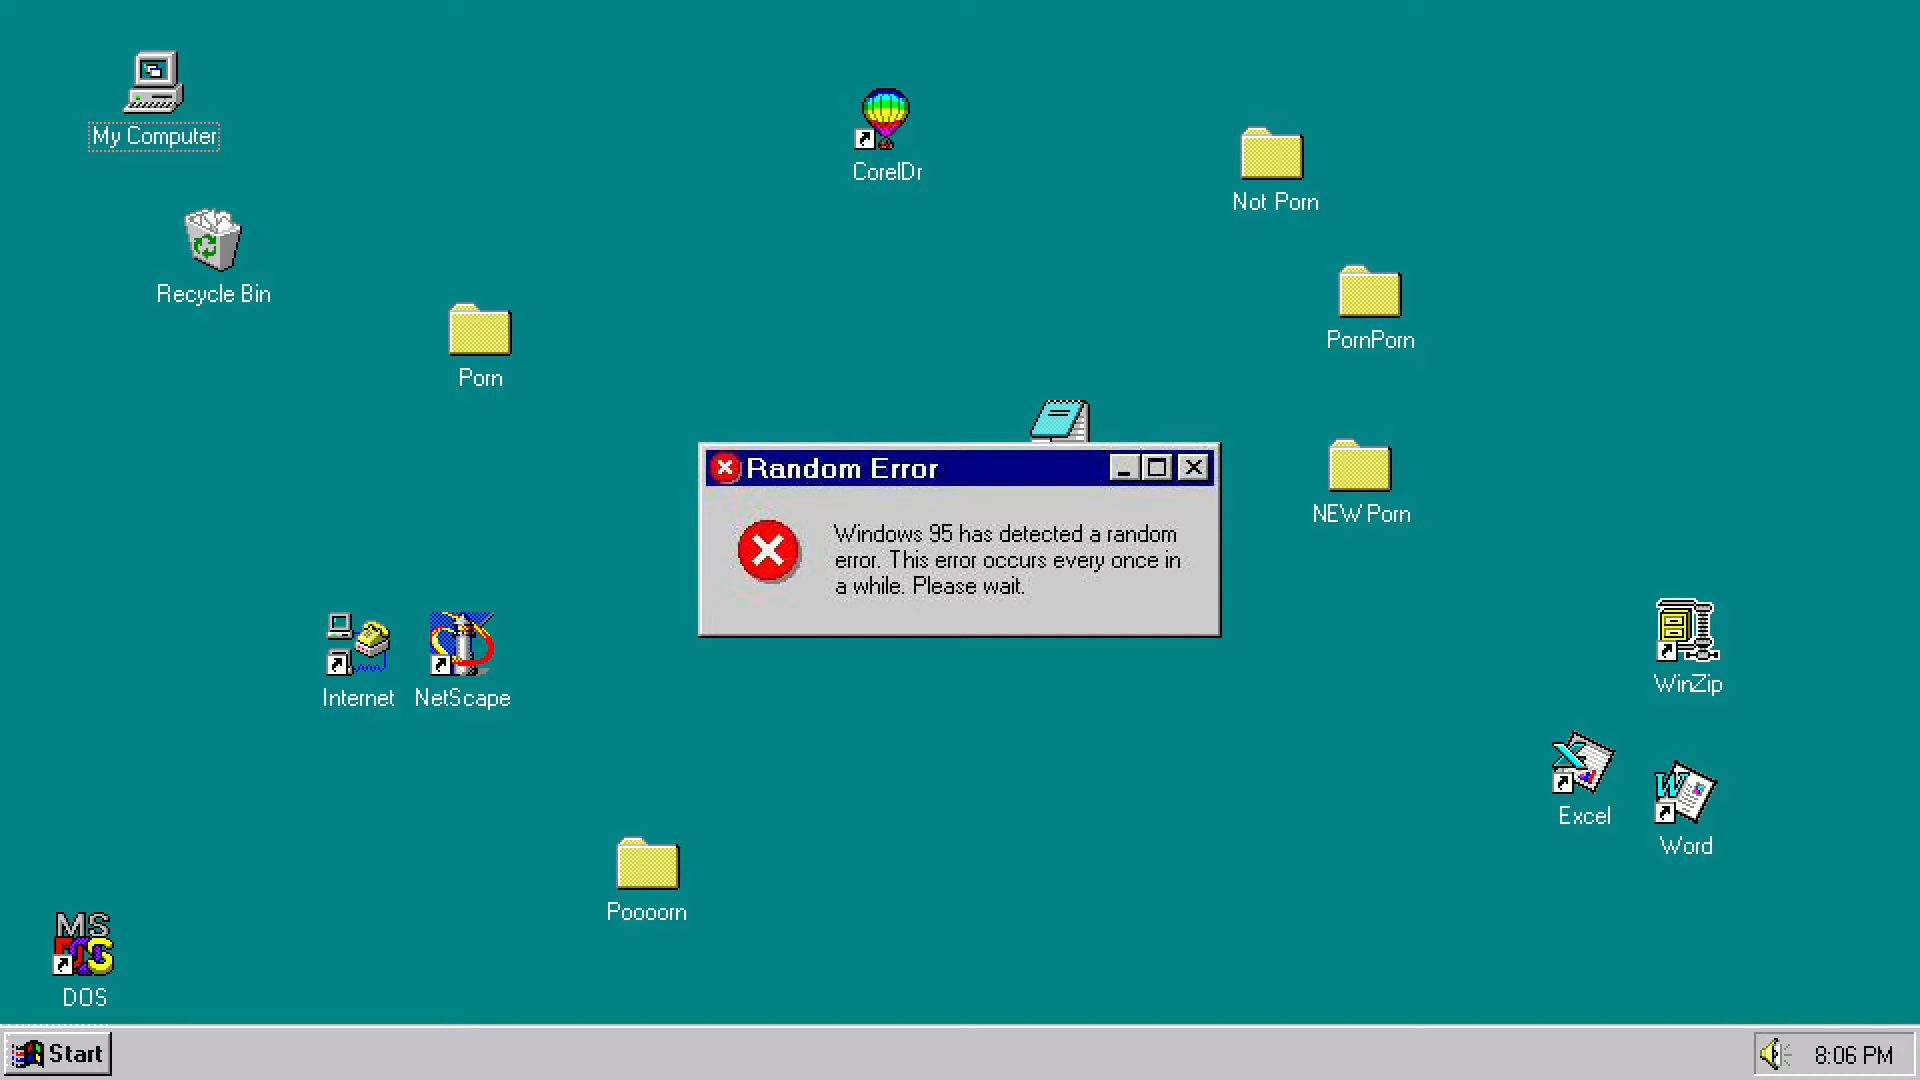 My Computer
CorelDr
Not Porn
Recycle Bin
PornPorn
Porn
Random Error
Windows 95 has detected a random
error. This error occurs every once in
a while. Please wait.
NEW Porn
Internet
NetScape
WinZip
Excel
Word
Poooorn
MS
DOS
DOS
Start
8:06 PM